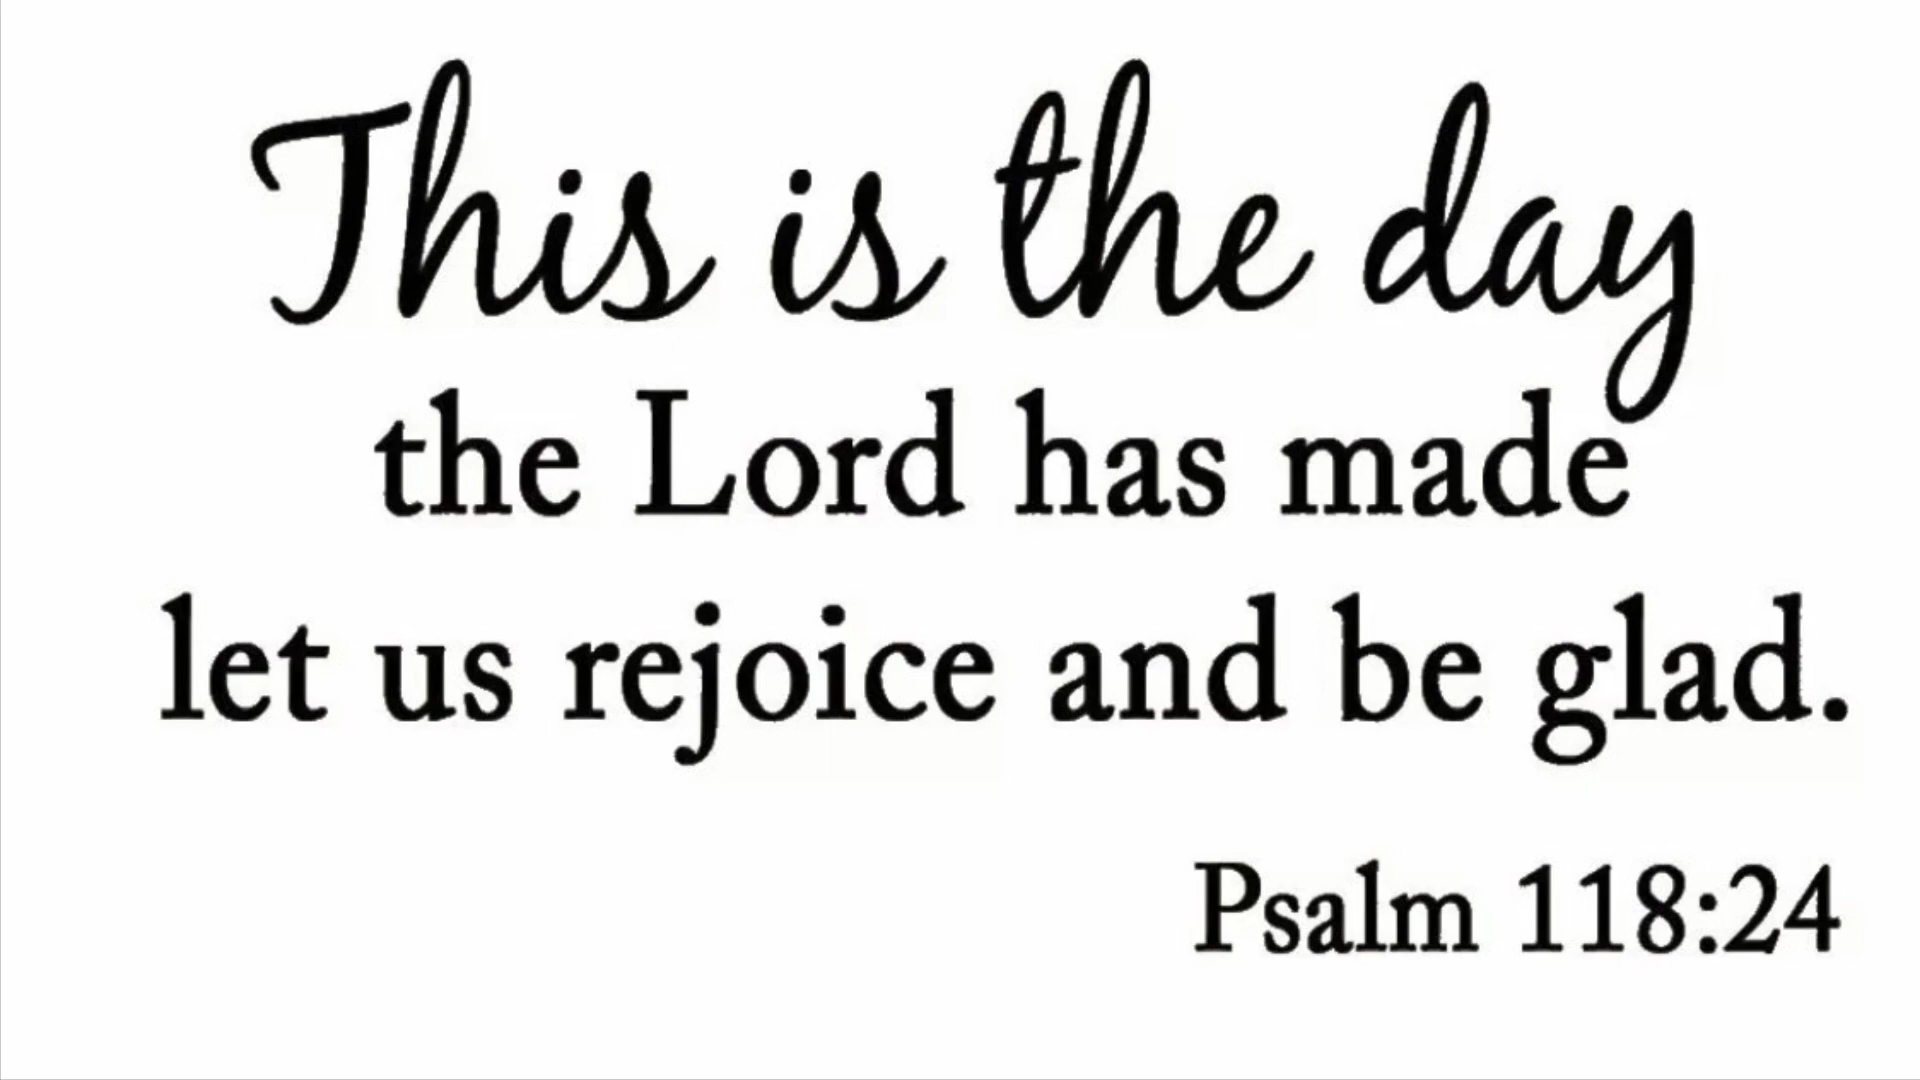 This is the day
the Lord has made
let us rejoice and be glad.
Psalm 118:24